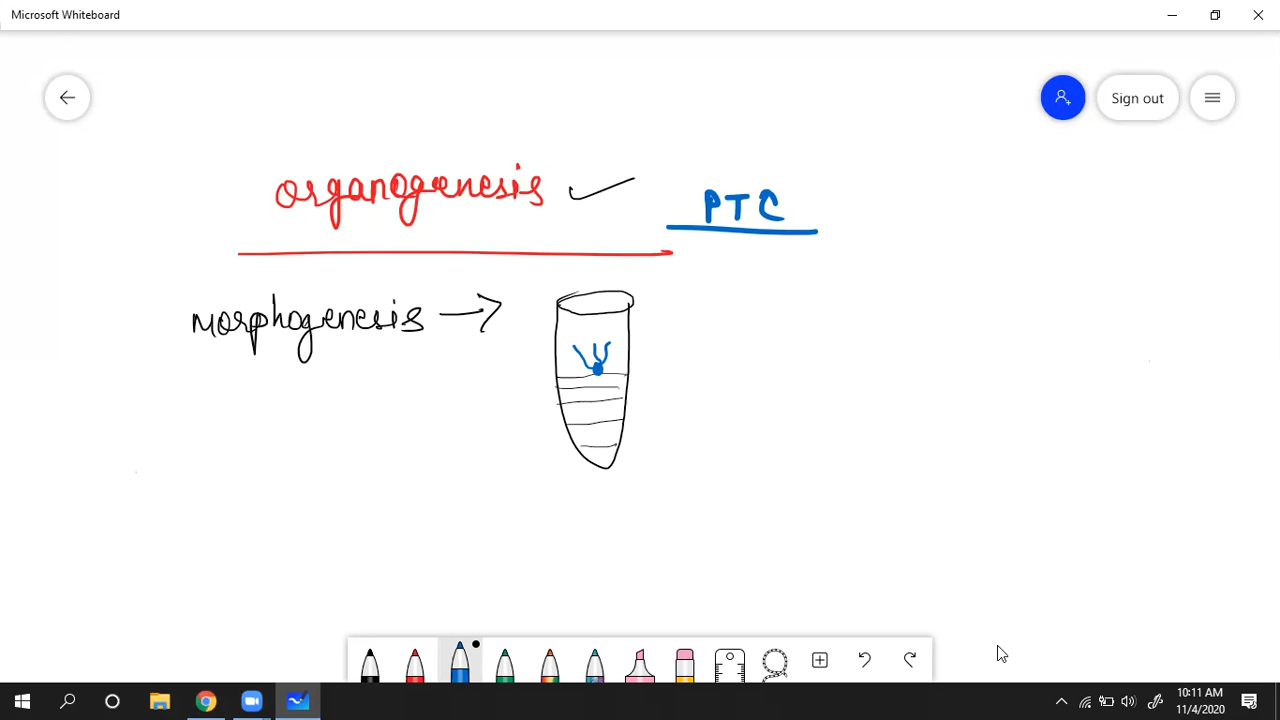 Microsoft Whiteboard
Sign out
organogenesis
PTC
morphogenesis →
10:11 AM
11/4/2020